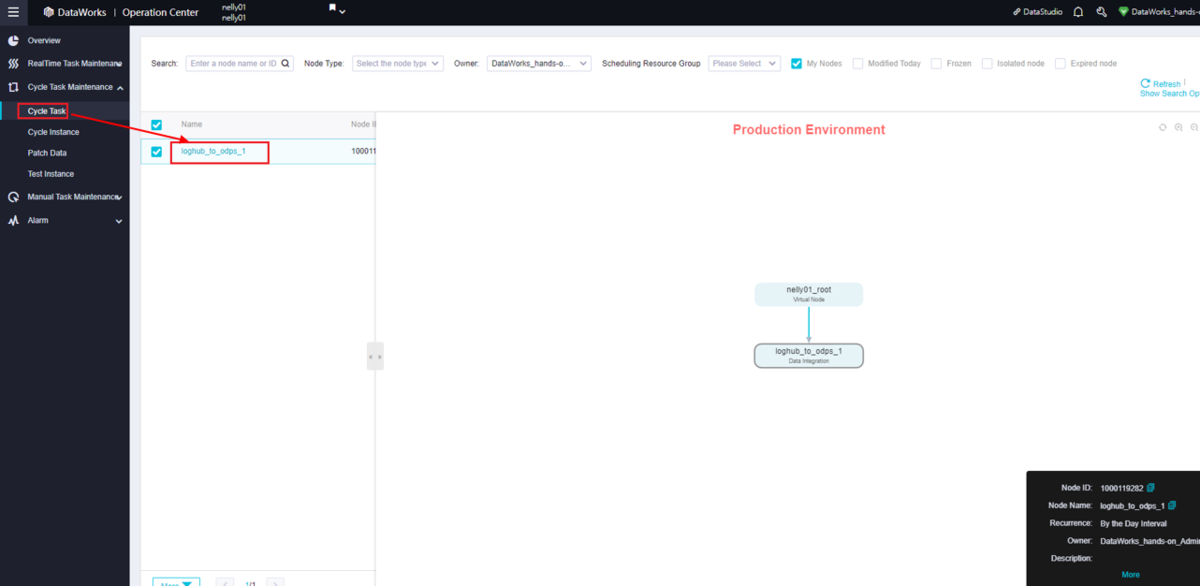 DataWorks | Operation Center
nelly01
nelly01
DataStudio
DataWorks_hands-
Overview
RealTime Task Maintenan
Cycle Task Maintenance
Cycle Task
Cycle Instance
Patch Data
Test Instance
Manual Task Maintenance
Alarm
Search: Enter a node name or ID Node Type: Select the node type Owner: DataWorks_hands-o... Scheduling Resource Group Please Select My Nodes Modified Today Frozen Isolated node Expired node
Refresh
Show Search Op
Name Node I
loghub_to_odps_1 100011
Production Environment
nelly01_root
Virtual Node
loghub_to_odps_1
Data Integration
Node ID: 1000119282
Node Name: loghub_to_odps_1
Recurrence: By the Day Interval
Owner: DataWorks_hands-on_Admi
Description:
More
More 1/1